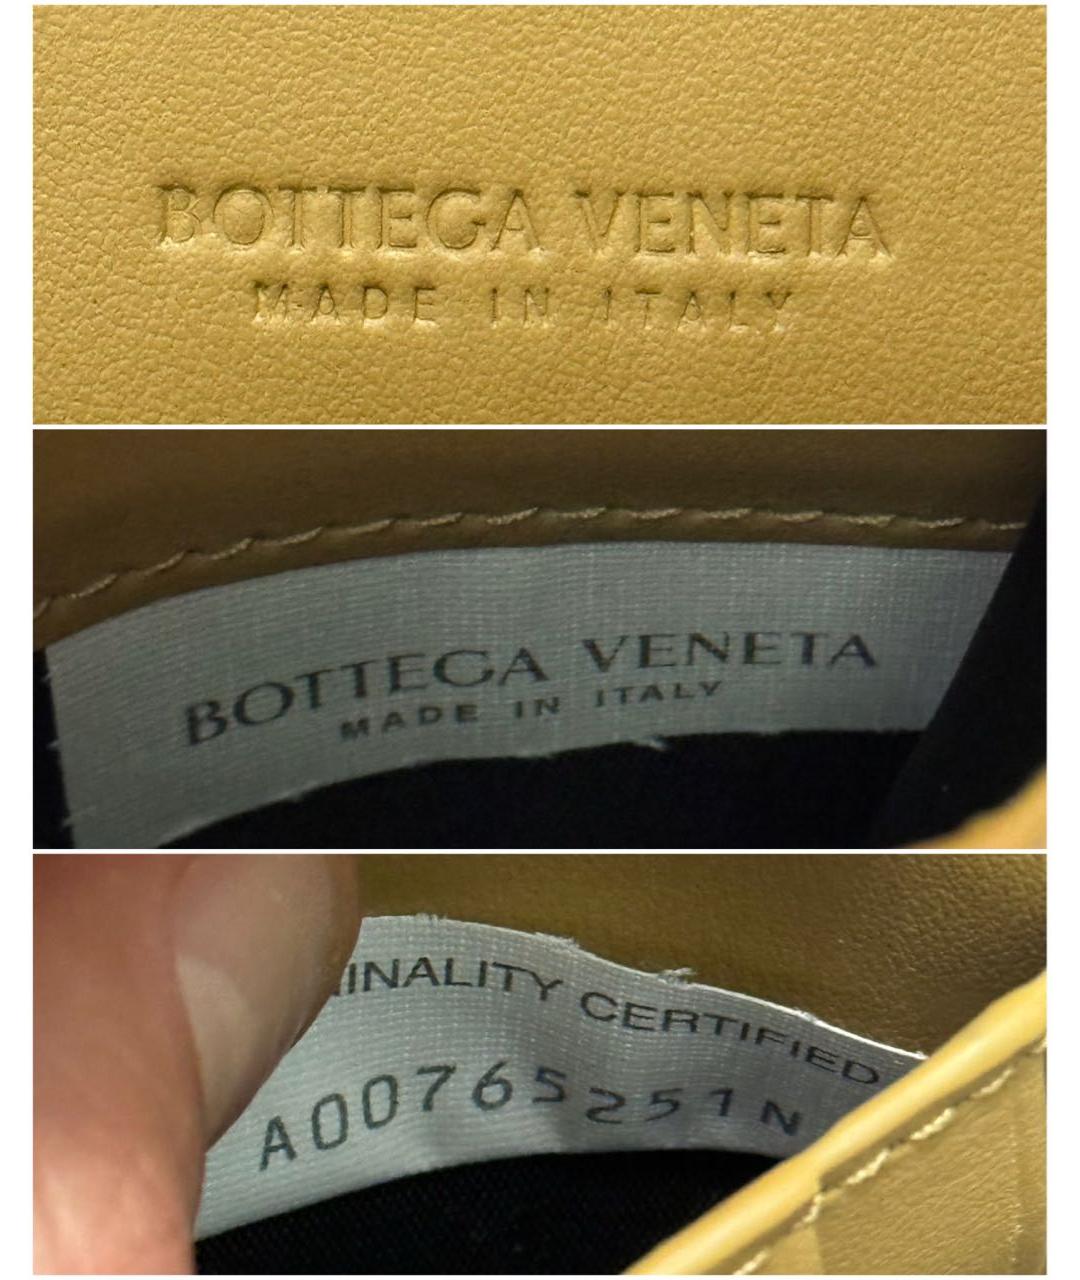 BOTTEGA VENETA
MADE IN ITALY
BOTTEGA VENETA
MADE IN ITALY
INALITY CERTIFIED
A00765251N